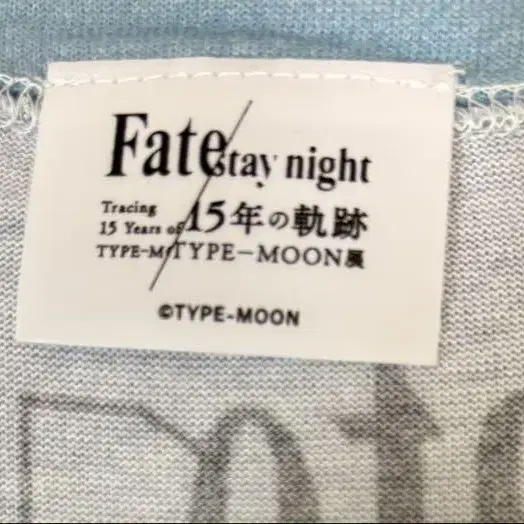 Fate/stay night
Tracing
15 Years of
15年の軌跡
TYPE-M
TYPE-MOON展
©TYPE-MOON